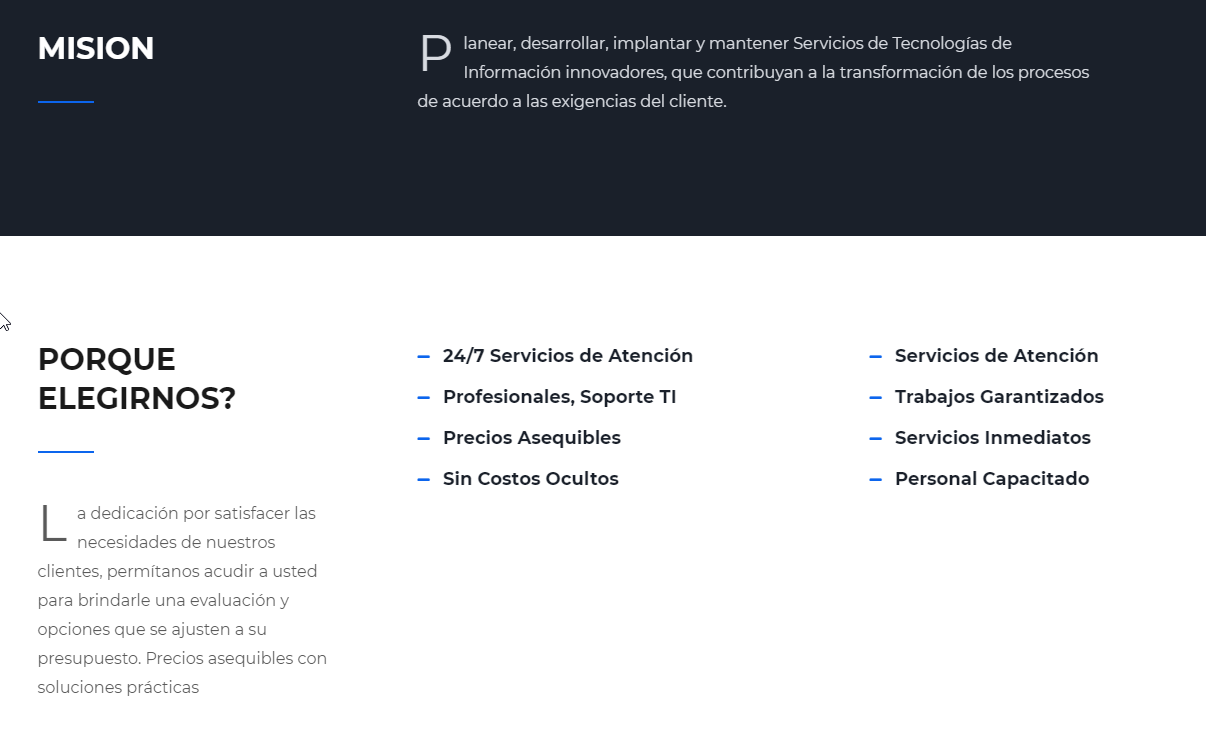 MISION
Planear, desarrollar, implantar y mantener Servicios de Tecnologías de
Información innovadores, que contribuyan a la transformación de los procesos
de acuerdo a las exigencias del cliente.
PORQUE
ELEGIRNOS?
La dedicación por satisfacer las
necesidades de nuestros
clientes, permítanos acudir a usted
para brindarle una evaluación y
opciones que se ajusten a su
presupuesto. Precios asequibles con
soluciones prácticas
24/7 Servicios de Atención
Profesionales, Soporte TI
Precios Asequibles
Sin Costos Ocultos
Servicios de Atención
Trabajos Garantizados
Servicios Inmediatos
Personal Capacitado